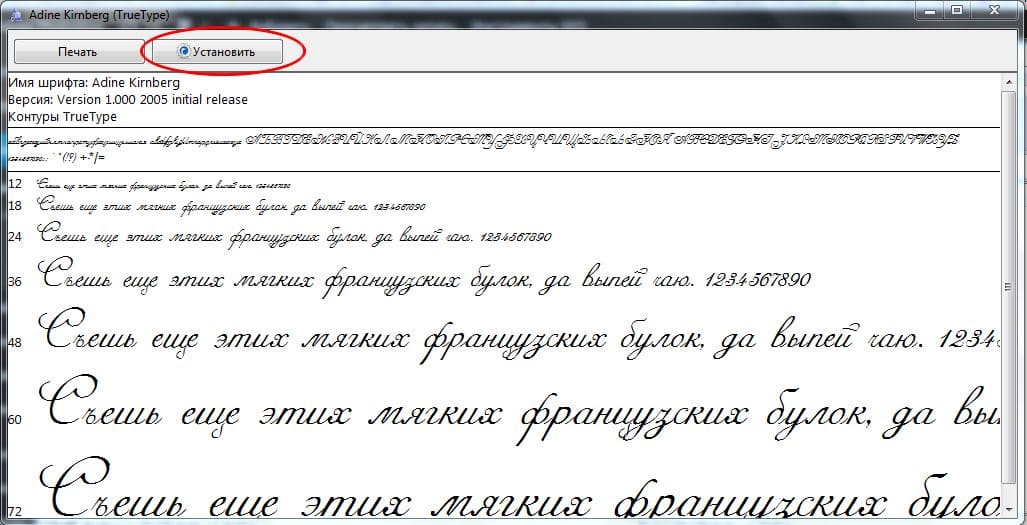 Adine Kirnberg (TrueType)
Печать Установить
Имя шрифта: Adine Kirnberg
Версия: Version 1.000 2005 initial release
Контуры TrueType
1234567890.:, ` " (!?) +-*/=
12 Съешь еще этих мягких французских булок, да выпей чаю. 1234567890
18 Съешь еще этих мягких французских булок, да выпей чаю. 1234567890
24 Съешь еще этих мягких французских булок, да выпей чаю. 1234567890
36 Съешь еще этих мягких французских булок, да выпей чаю. 1234567890
48 Съешь еще этих мягких французских булок, да выпей чаю. 1234
60 Съешь еще этих мягких французских булок, да вы
72 Съешь еще этих мягких французских було